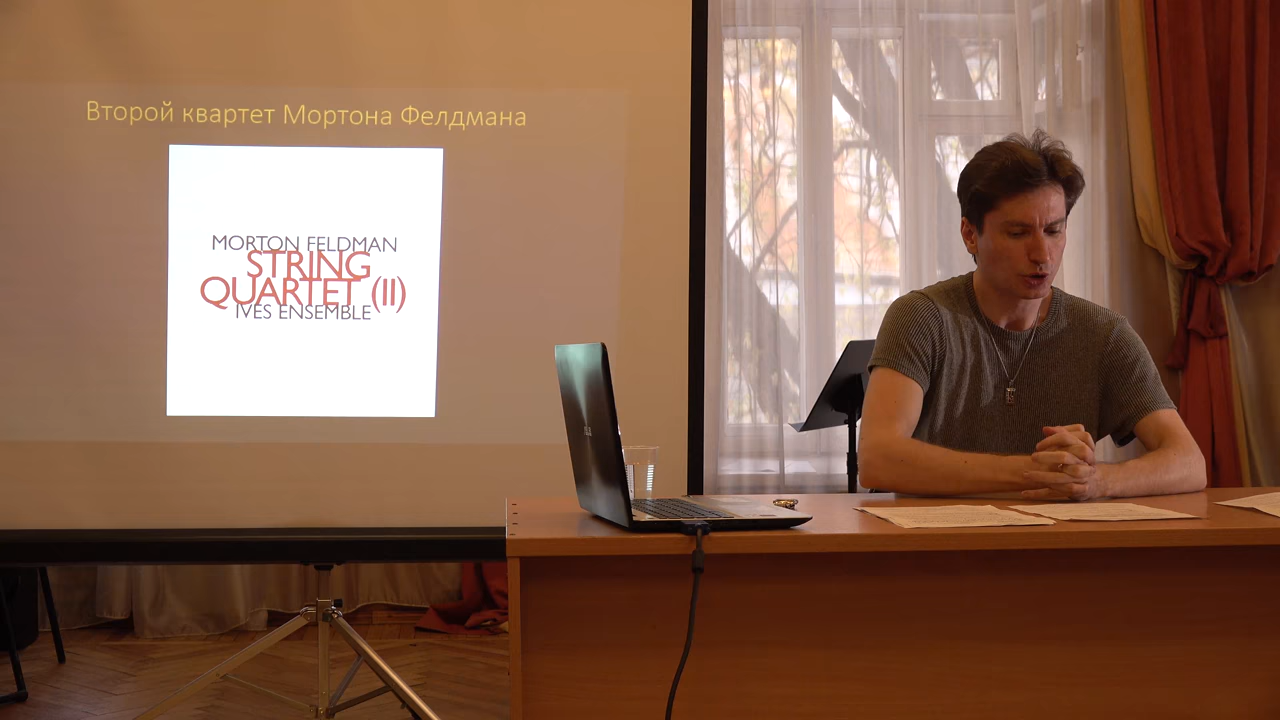 Второй квартет Мортона Фелдмана
MORTON FELDMAN
STRING
QUARTET (II)
IVES ENSEMBLE